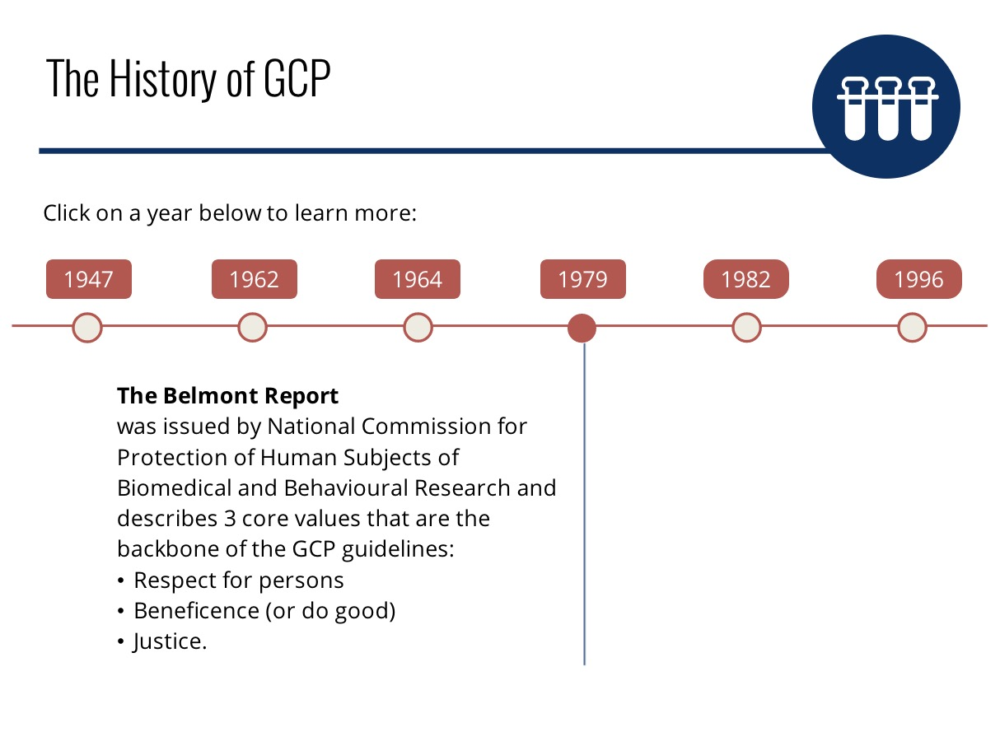 The History of GCP
Click on a year below to learn more:
1947
1962
1964
1979
1982
1996
The Belmont Report
was issued by National Commission for
Protection of Human Subjects of
Biomedical and Behavioural Research and
describes 3 core values that are the
backbone of the GCP guidelines:
• Respect for persons
• Beneficence (or do good)
• Justice.